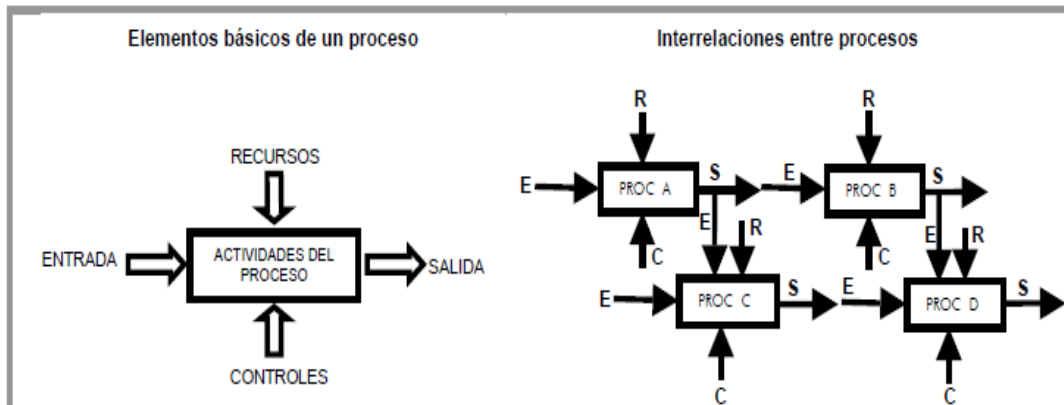 Elementos básicos de un proceso
RECURSOS
ENTRADA
ACTIVIDADES DEL
PROCESO
SALIDA
CONTROLES
Interrelaciones entre procesos
R
R
E
PROC A
S
E
PROC B
S
E
R
E
R
C
C
E
PROC C
S
E
PROC D
S
C
C